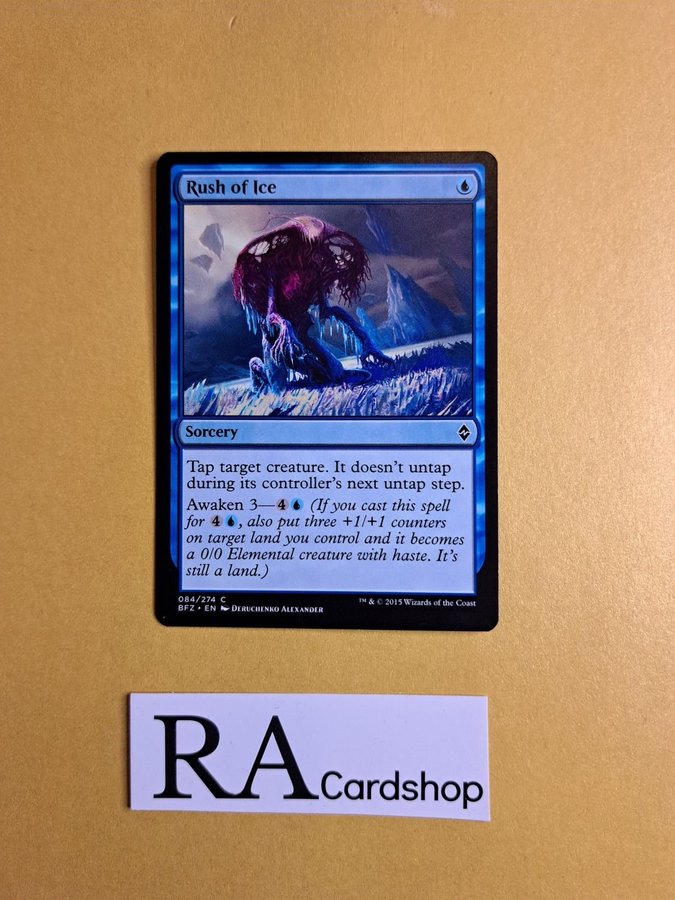 Rush of Ice
Sorcery
Tap target creature. It doesn't untap
during its controller's next untap step.
Awaken 3—4 (If you cast this spell
for 4, also put three +1/+1 counters
on target land you control and it becomes
a 0/0 Elemental creature with haste. It's
still a land.)
084/274 C
BFZ • EN Deruchenko Alexander
™ & © 2015 Wizards of the Coast
RA Cardshop